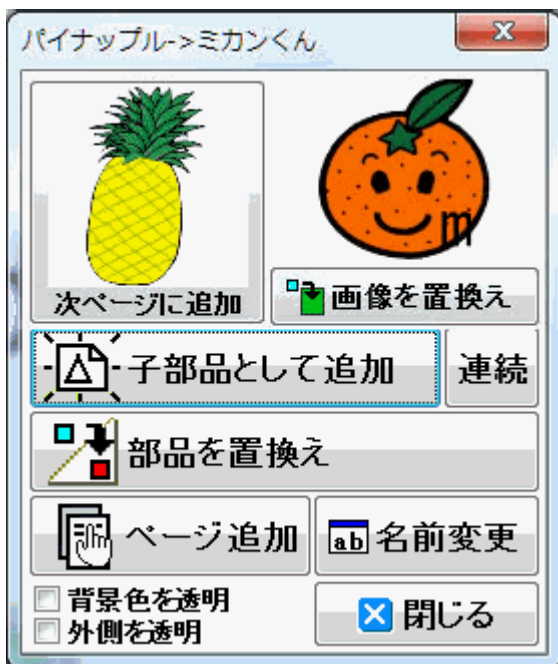 パイナップル->ミカンくん
m
次ページに追加
画像を置換え
子部品として追加
連続
部品を置換え
ページ追加
ab 名前変更
背景色を透明
外側を透明
閉じる